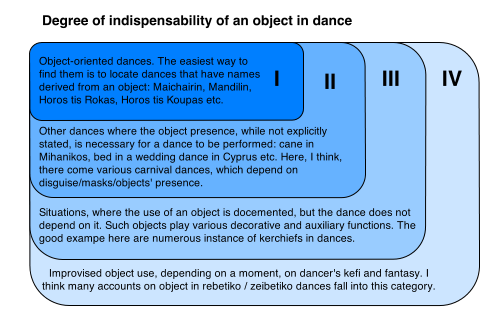 Degree of indispensability of an object in dance
Object-oriented dances. The easiest way to
find them is to locate dances that have names
derived from an object: Maichairin, Mandilin,
Horos tis Rokas, Horos tis Koupas etc.
I
II
III
IV
Other dances where the object presence, while not explicitly
stated, is necessary for a dance to be performed: cane in
Mihanikos, bed in a wedding dance in Cyprus etc. Here, I think,
there come various carnival dances, which depend on
disguise/masks/objects' presence.
Situations, where the use of an object is docemented, but the dance does not
depend on it. Such objects play various decorative and auxiliary functions. The
good exampe here are numerous instance of kerchiefs in dances.
Improvised object use, depending on a moment, on dancer's kefi and fantasy. I
think many accounts on object in rebetiko / zeibetiko dances fall into this category.